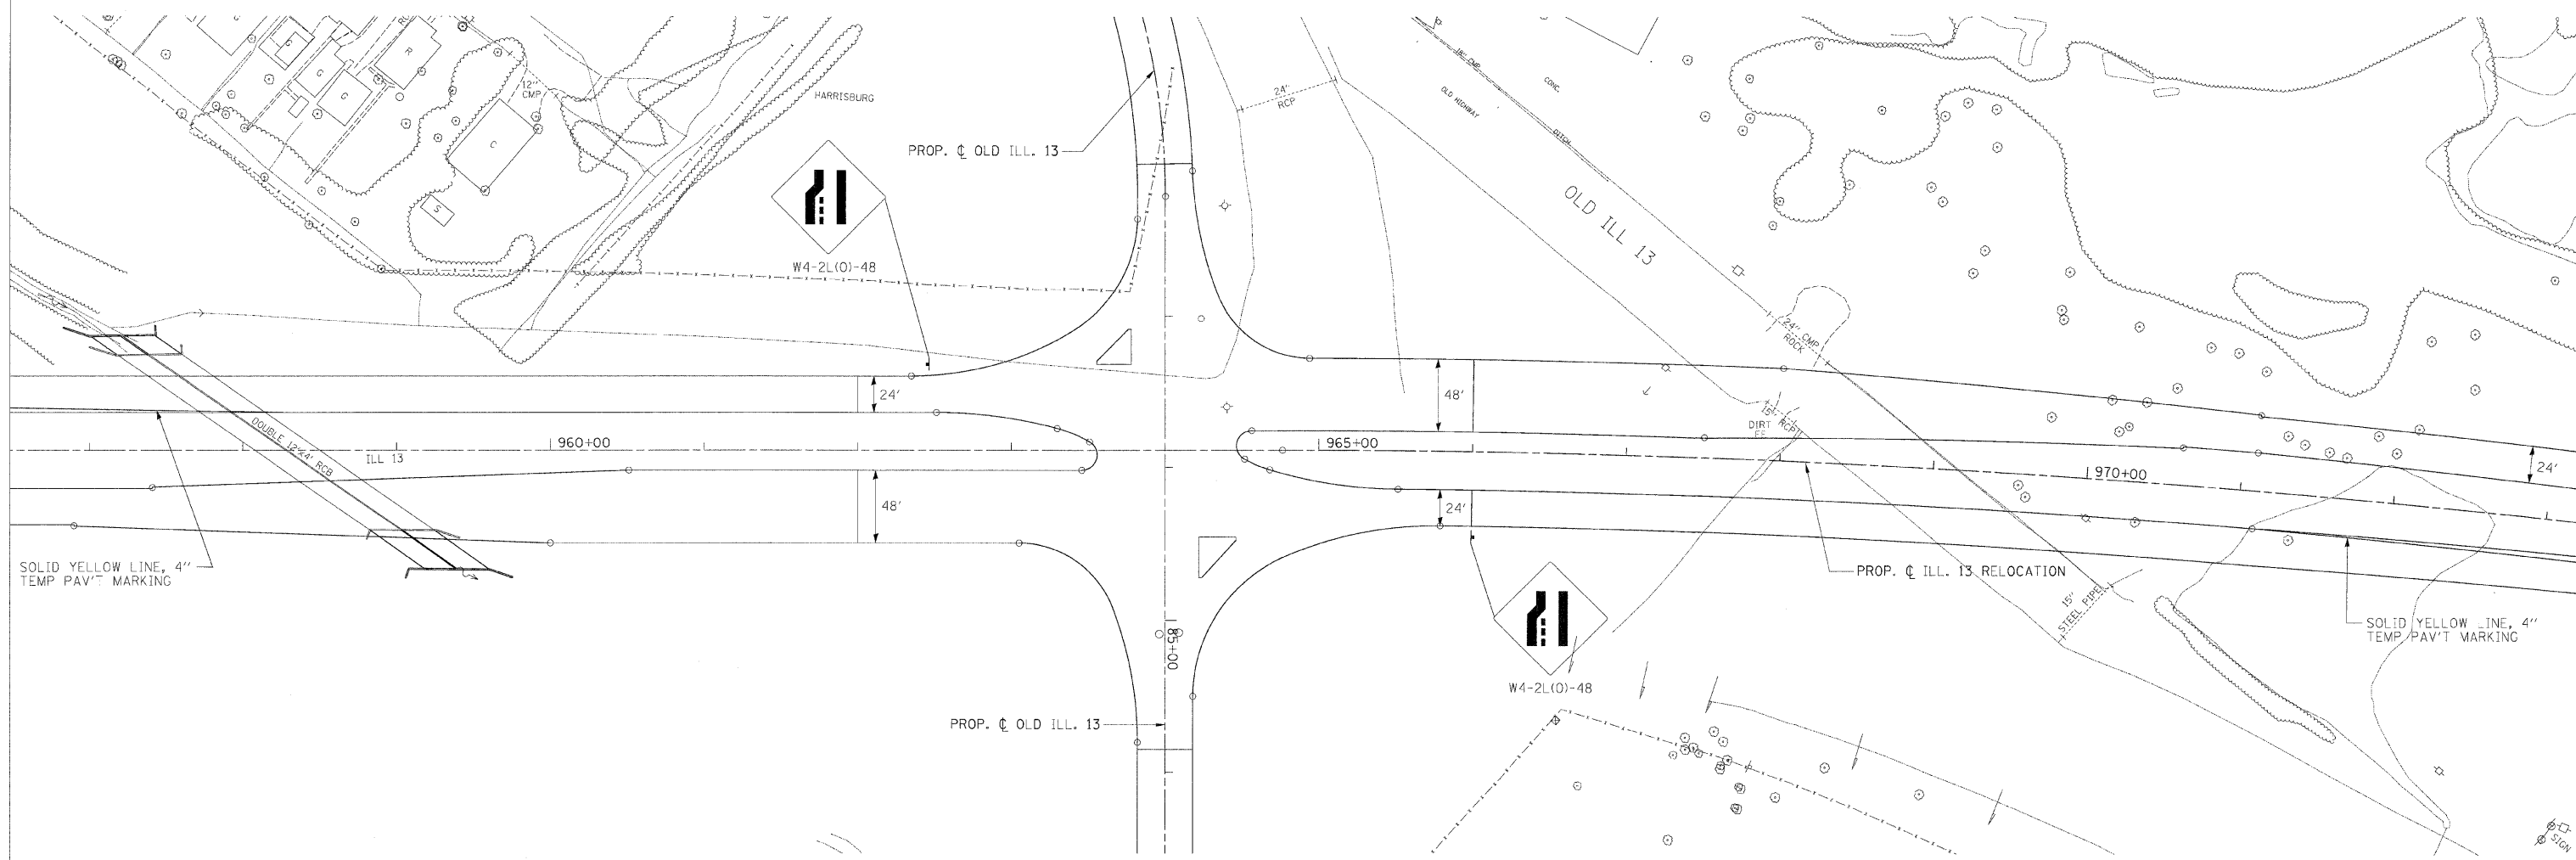 G
G
G
G
R
C
S
12"
CMP
HARRISBURG
PROP. ℄ OLD ILL. 13
24'
RCP
18" CMP
CONC.
OLD HIGHWAY
DITCH
OLD ILL 13
W4-2L(O)-48
24" CMP
ROCK
24'
48'
15" RCP
DIRT
960+00
965+00
970+00
ILL 13
DOUBLE 12'X4' RCB
24'
48'
24'
SOLID YELLOW LINE, 4"
TEMP PAV'T MARKING
PROP. ℄ ILL. 13 RELOCATION
15"
STEEL PIPE
SOLID YELLOW LINE, 4"
TEMP PAV'T MARKING
85+00
W4-2L(O)-48
PROP. ℄ OLD ILL. 13
SIGN